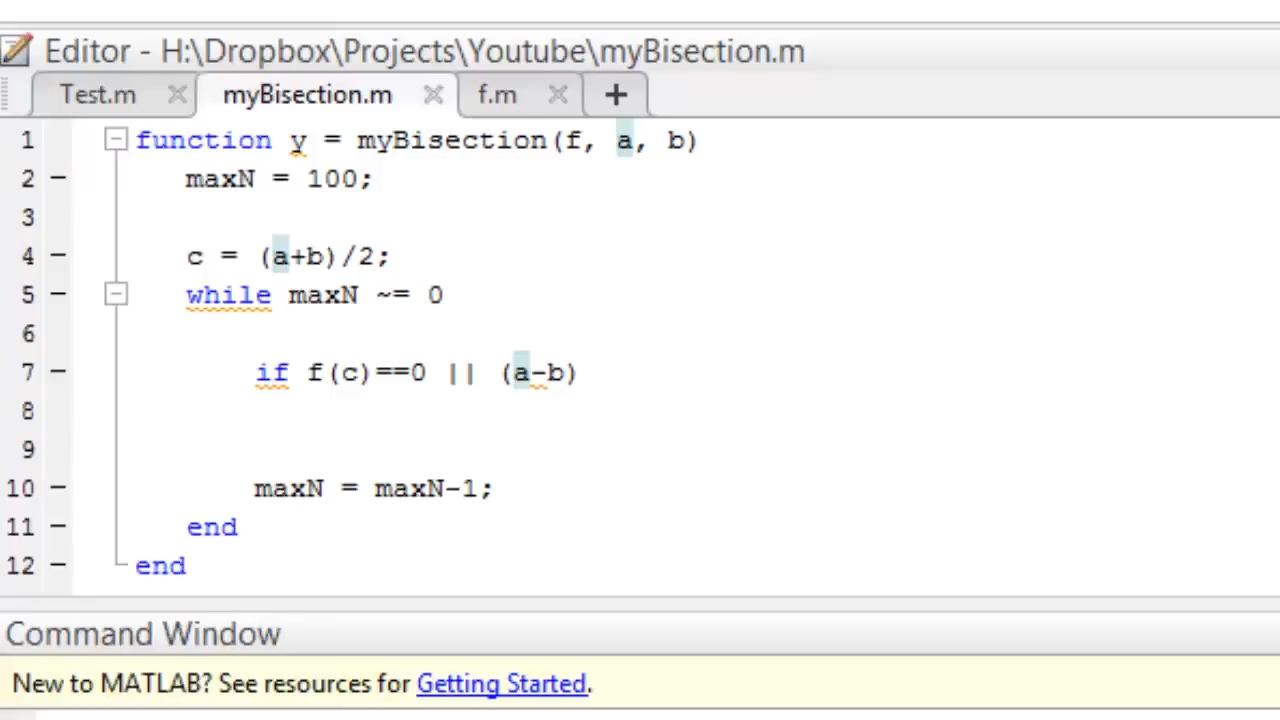 Editor - H:\Dropbox\Projects\Youtube\myBisection.m
Test.m myBisection.m f.m +
1 function y = myBisection(f, a, b)
2 - maxN = 100;
3
4 - c = (a+b)/2;
5 - while maxN ~= 0
6
7 - if f(c)==0 || (a-b)
8
9
10 - maxN = maxN-1;
11 - end
12 - end
Command Window
New to MATLAB? See resources for Getting Started.